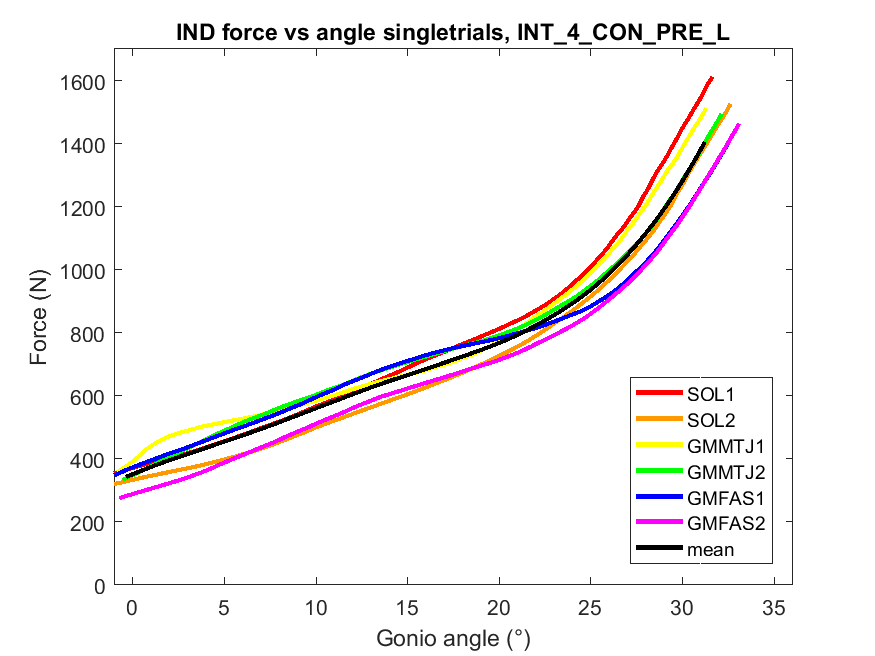 IND force vs angle singletrials, INT_4_CON_PRE_L
1600
1400
1200
1000
800
600
400
200
0
Force (N)
0 5 10 15 20 25 30 35
Gonio angle (°)
SOL1
SOL2
GMMTJ1
GMMTJ2
GMFAS1
GMFAS2
mean